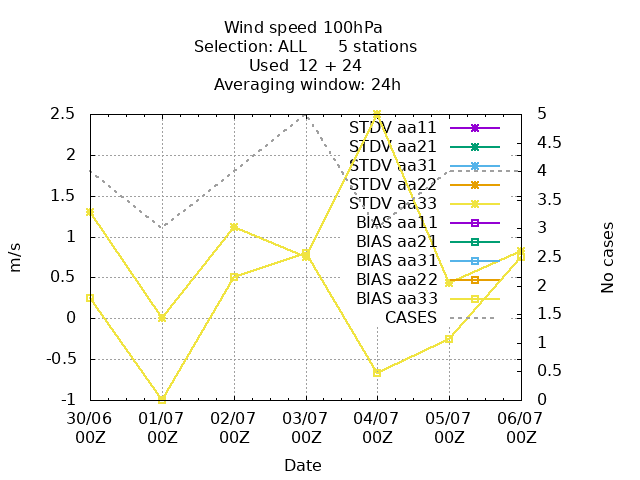 Wind speed 100hPa
Selection: ALL 5 stations
Used 12 + 24
Averaging window: 24h
2.5
2
1.5
1
0.5
0
-0.5
-1
m/s
5
4.5
4
3.5
3
2.5
2
1.5
1
0.5
0
No cases
STDV aa11
STDV aa21
STDV aa31
STDV aa22
STDV aa33
BIAS aa11
BIAS aa21
BIAS aa31
BIAS aa22
BIAS aa33
CASES
30/06 01/07 02/07 03/07 04/07 05/07 06/07
00Z 00Z 00Z 00Z 00Z 00Z 00Z
Date